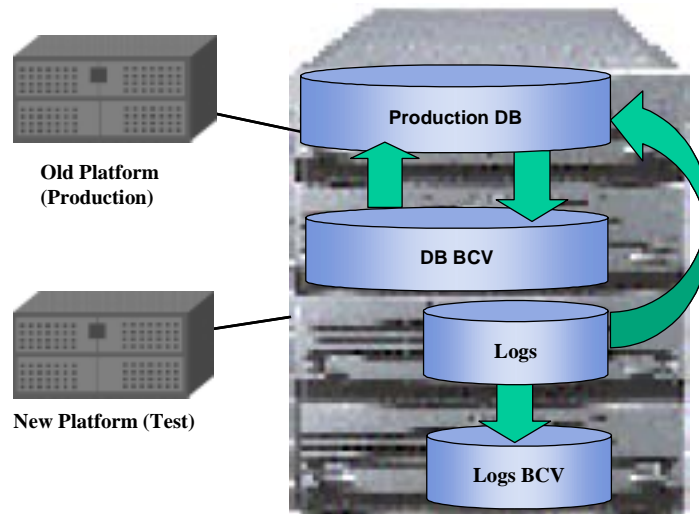 Production DB
Old Platform
(Production)
DB BCV
Logs
New Platform (Test)
Logs BCV